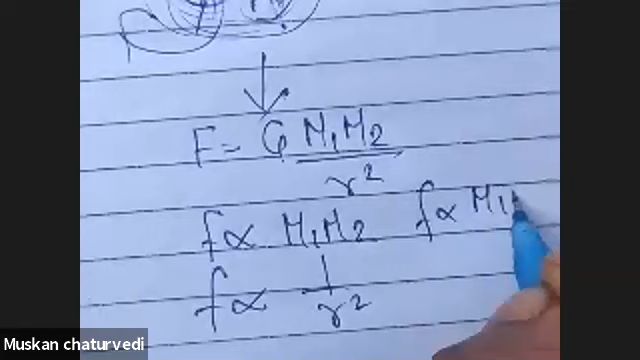 F = G M₁M₂
r²
f ∝ M₁M₂ f ∝ M₁
f ∝ 1
r²
Muskan chaturvedi